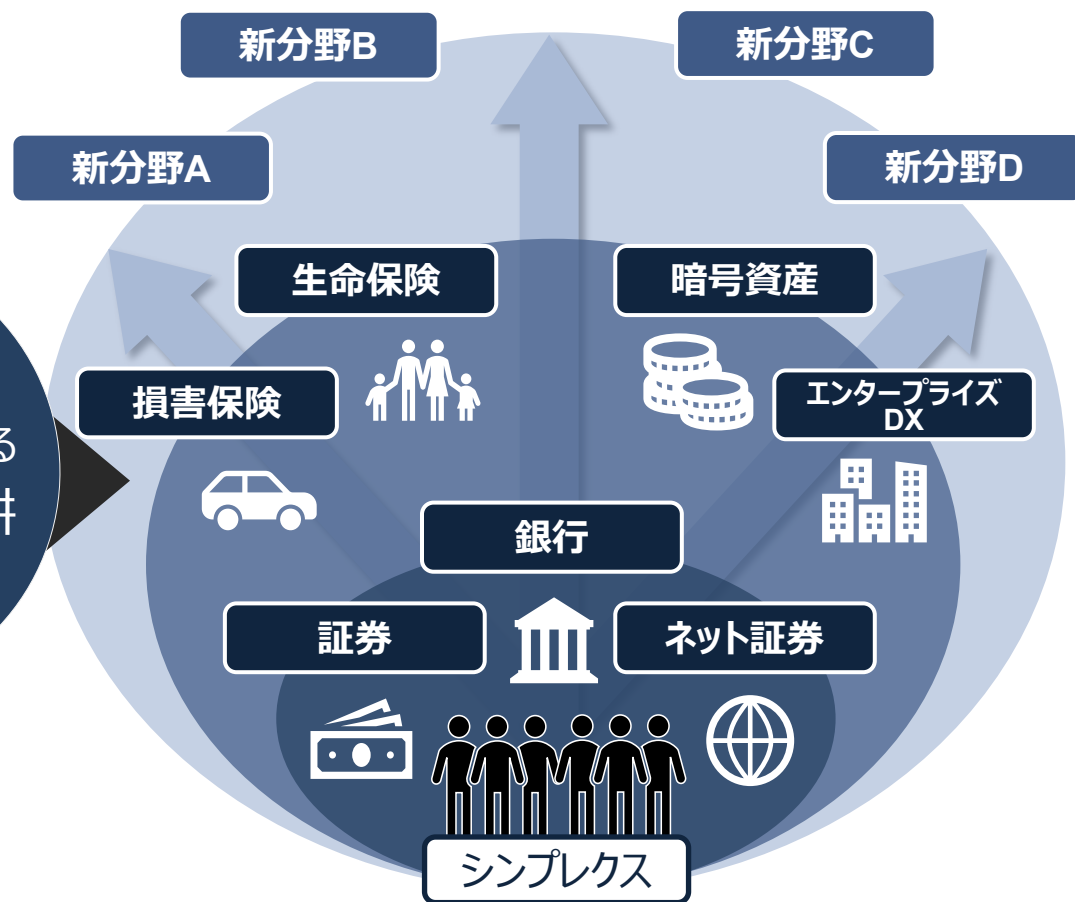 新分野B
新分野C
新分野A
新分野D
生命保険
暗号資産
損害保険
エンタープライズ
DX
る
銀行
証券
ネット証券
シンプレクス